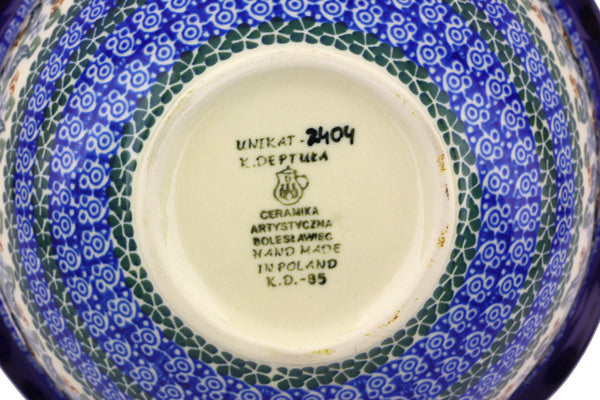 UNIKAT-2404
K.DEPTUŁA
CERAMIKA
ARTYSTYCZNA
BOLESŁAWIEC
HAND MADE
IN POLAND
K.D.-85